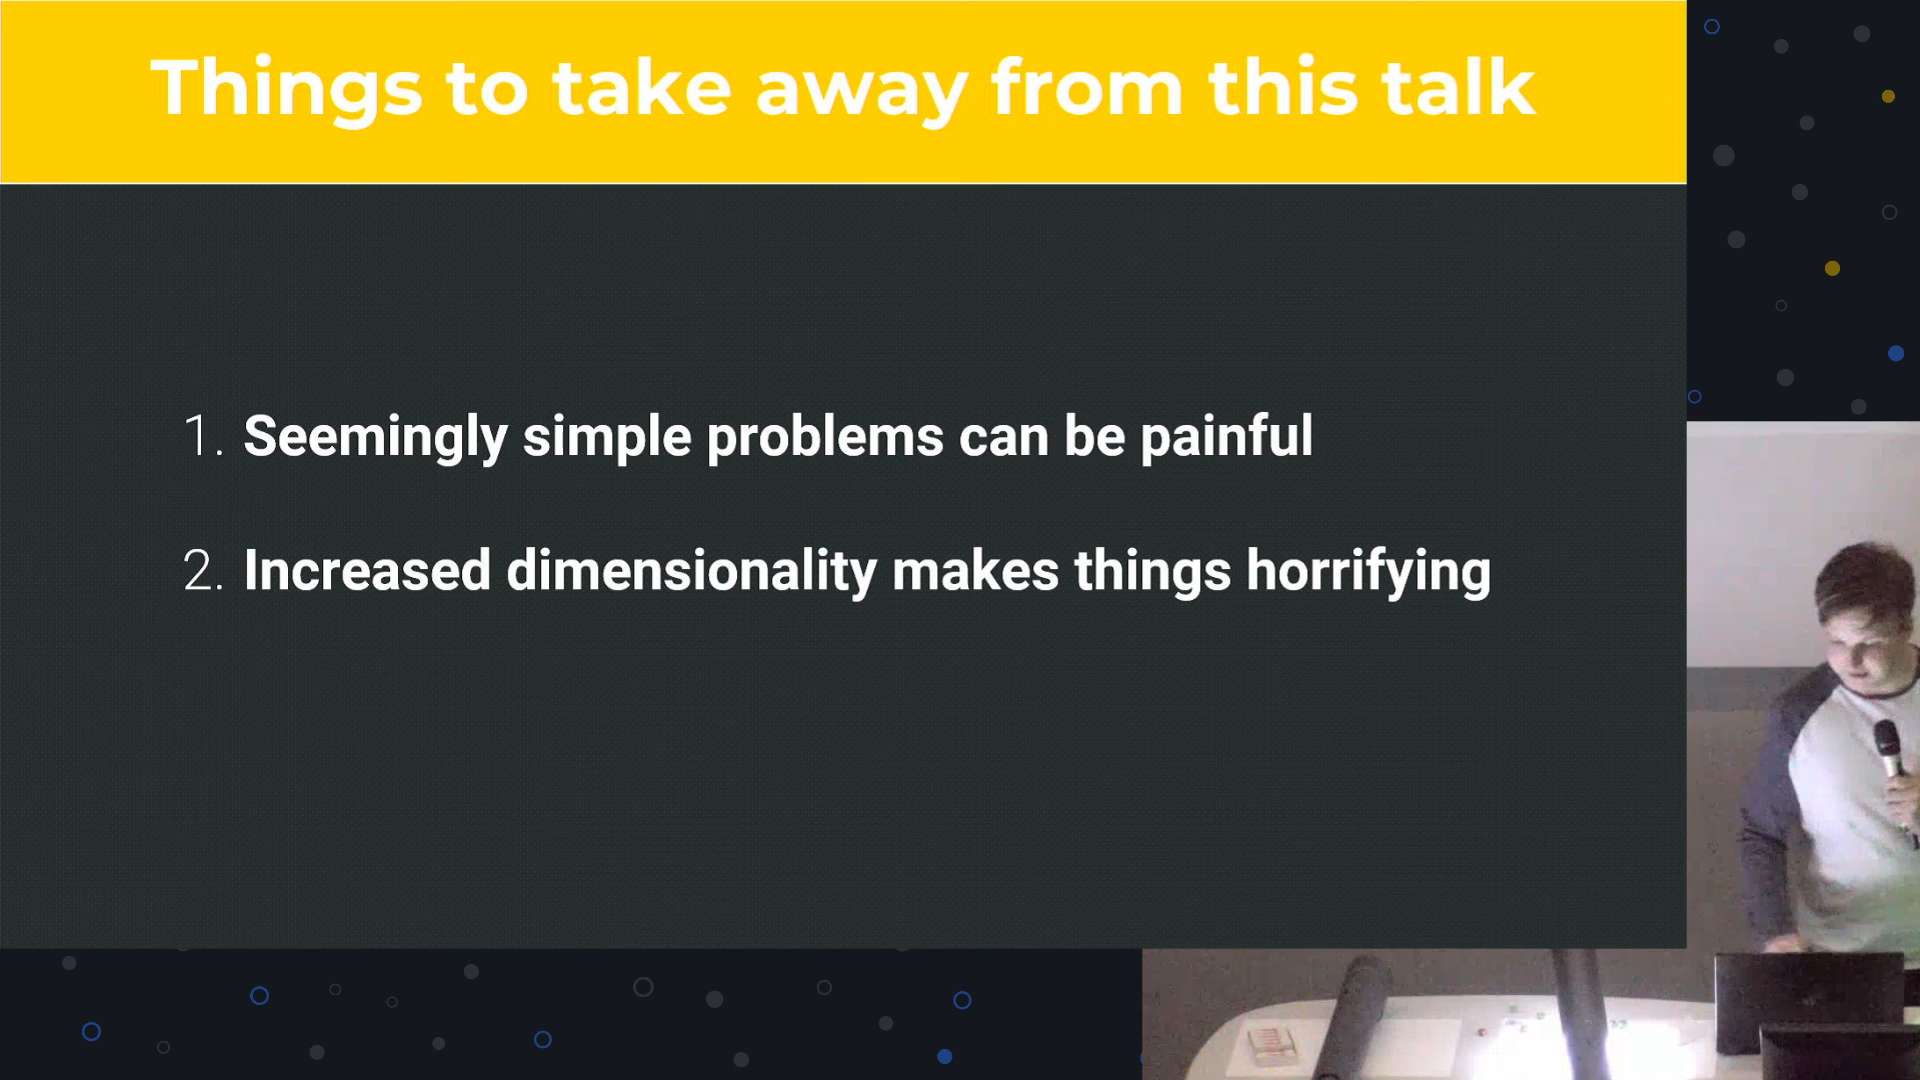 Things to take away from this talk
1. Seemingly simple problems can be painful
2. Increased dimensionality makes things horrifying